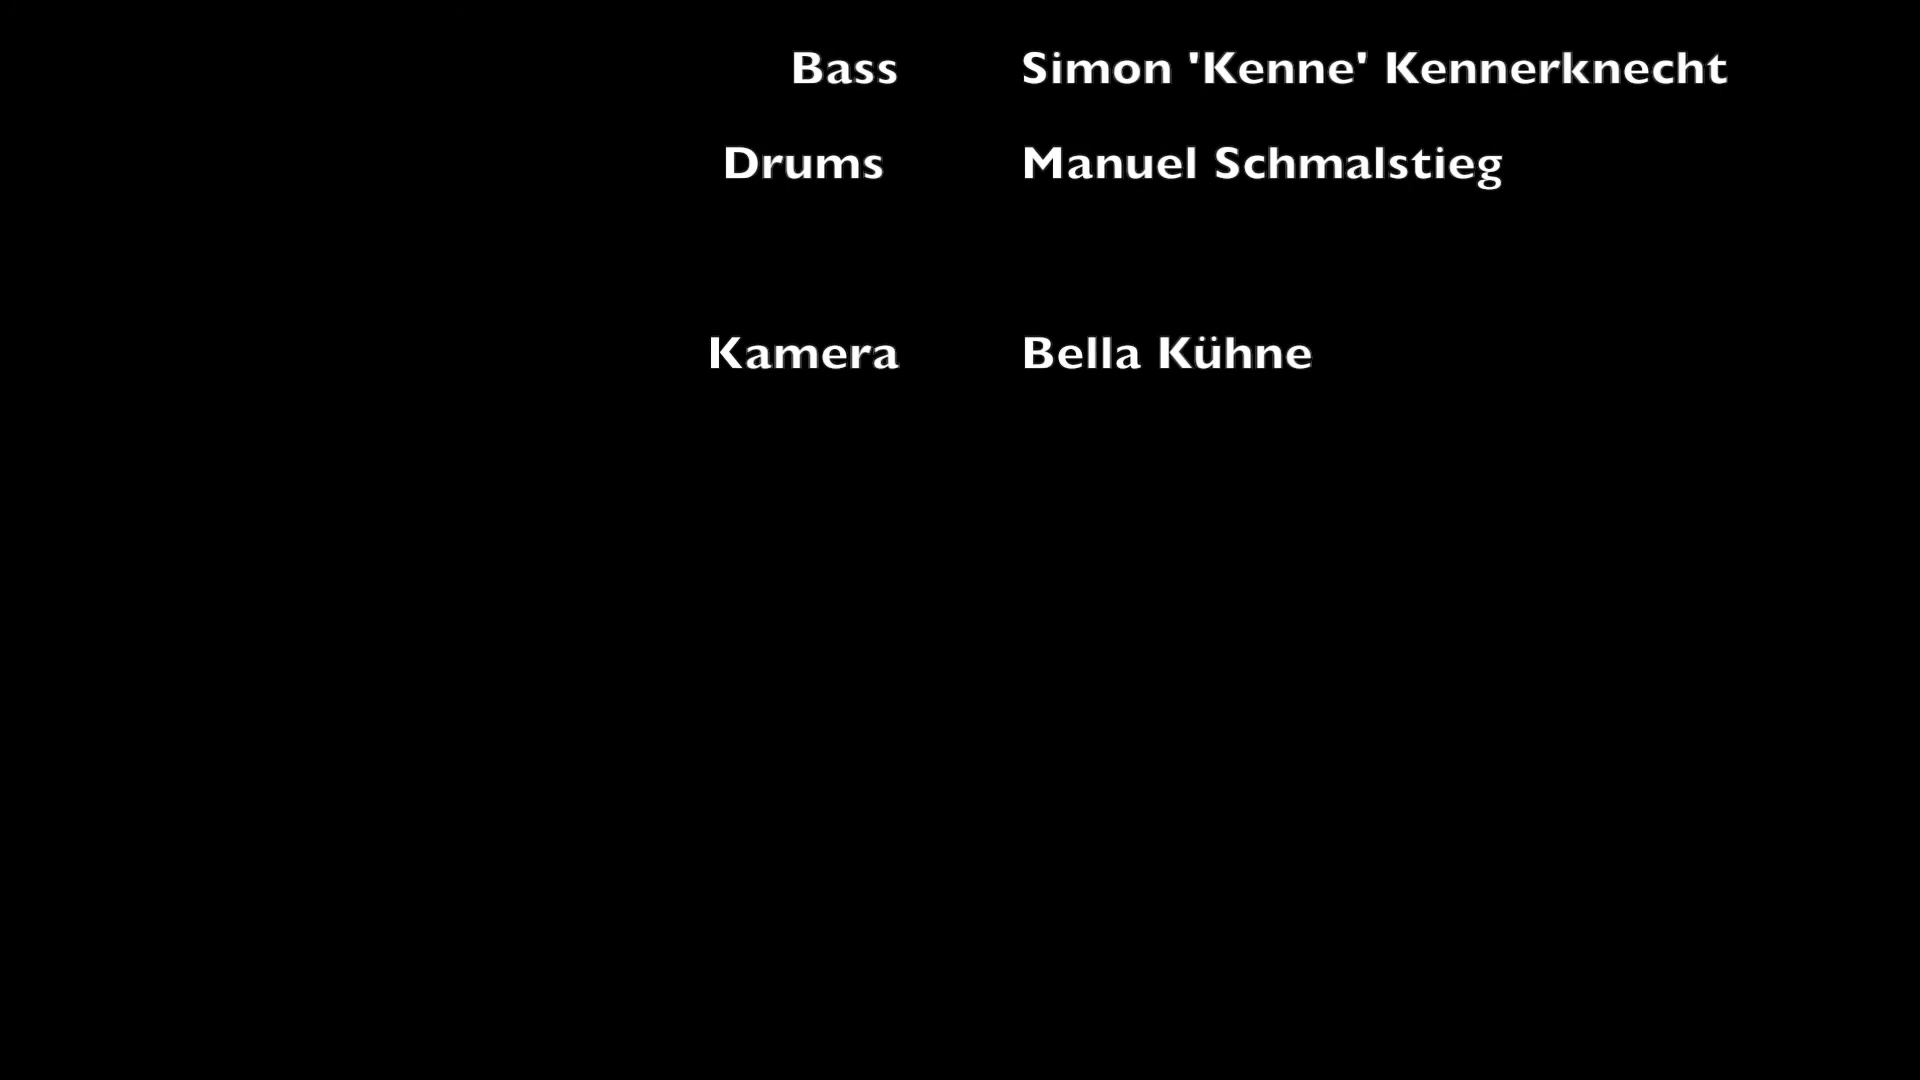 Bass Simon 'Kenne' Kennerknecht
Drums Manuel Schmalstieg
Kamera Bella Kühne